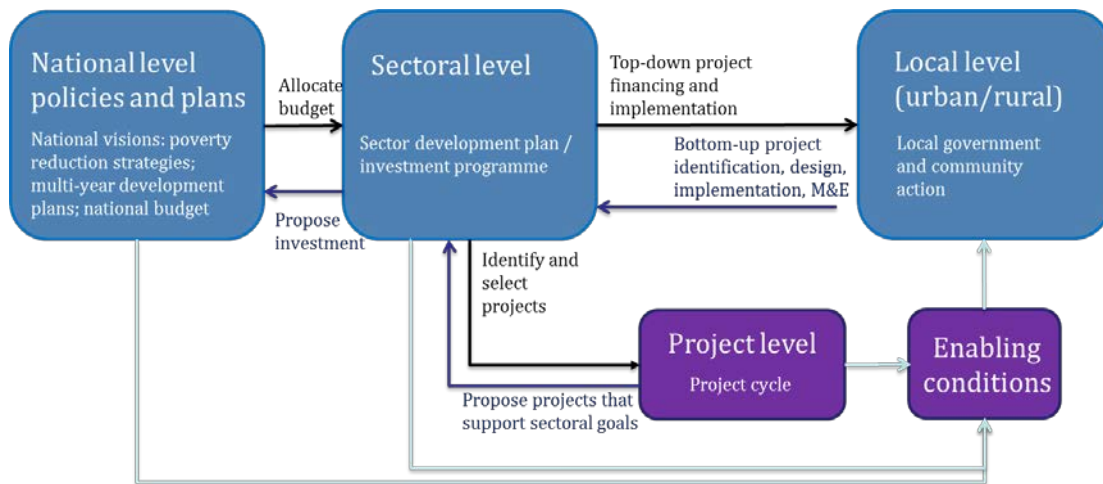 National level
policies and plans
National visions: poverty
reduction strategies;
multi-year development
plans; national budget
Allocate
budget
Propose
investment
Sectoral level
Sector development plan /
investment programme
Top-down project
financing and
implementation
Bottom-up project
identification, design,
implementation, M&E
Local level
(urban/rural)
Local government
and community
action
Identify and
select
projects
Propose projects that
support sectoral goals
Project level
Project cycle
Enabling
conditions